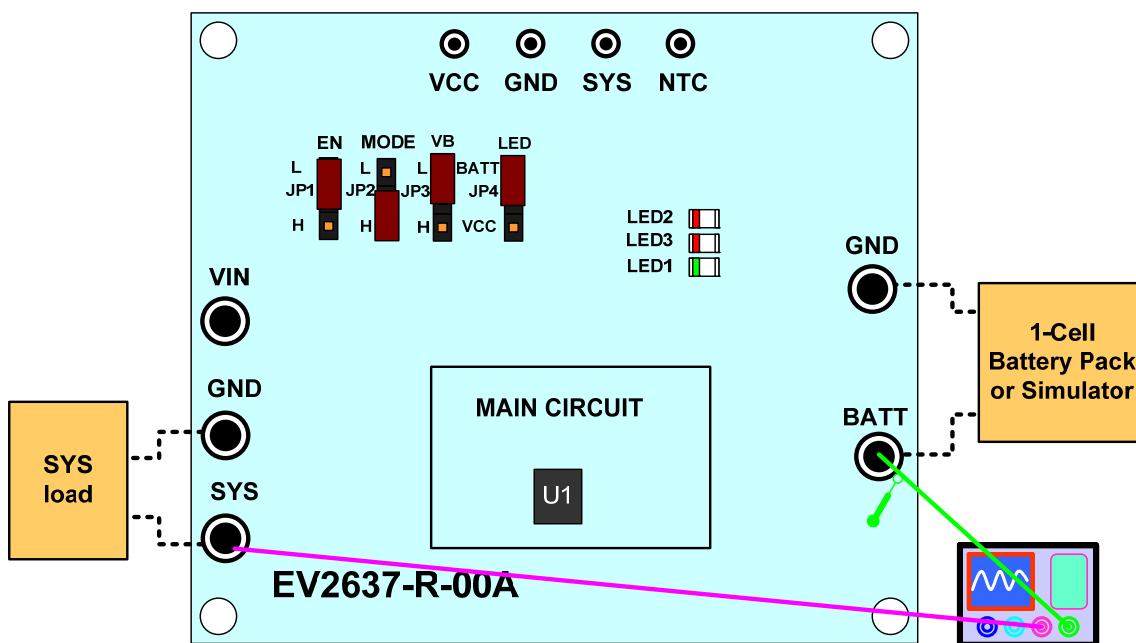 VCC GND SYS NTC
EN MODE VB LED
L L L BATT
JP1 JP2 JP3 JP4
H H H VCC
LED2
LED3
LED1
VIN
GND
SYS
GND
BATT
MAIN CIRCUIT
U1
SYS
load
1-Cell
Battery Pack
or Simulator
EV2637-R-00A